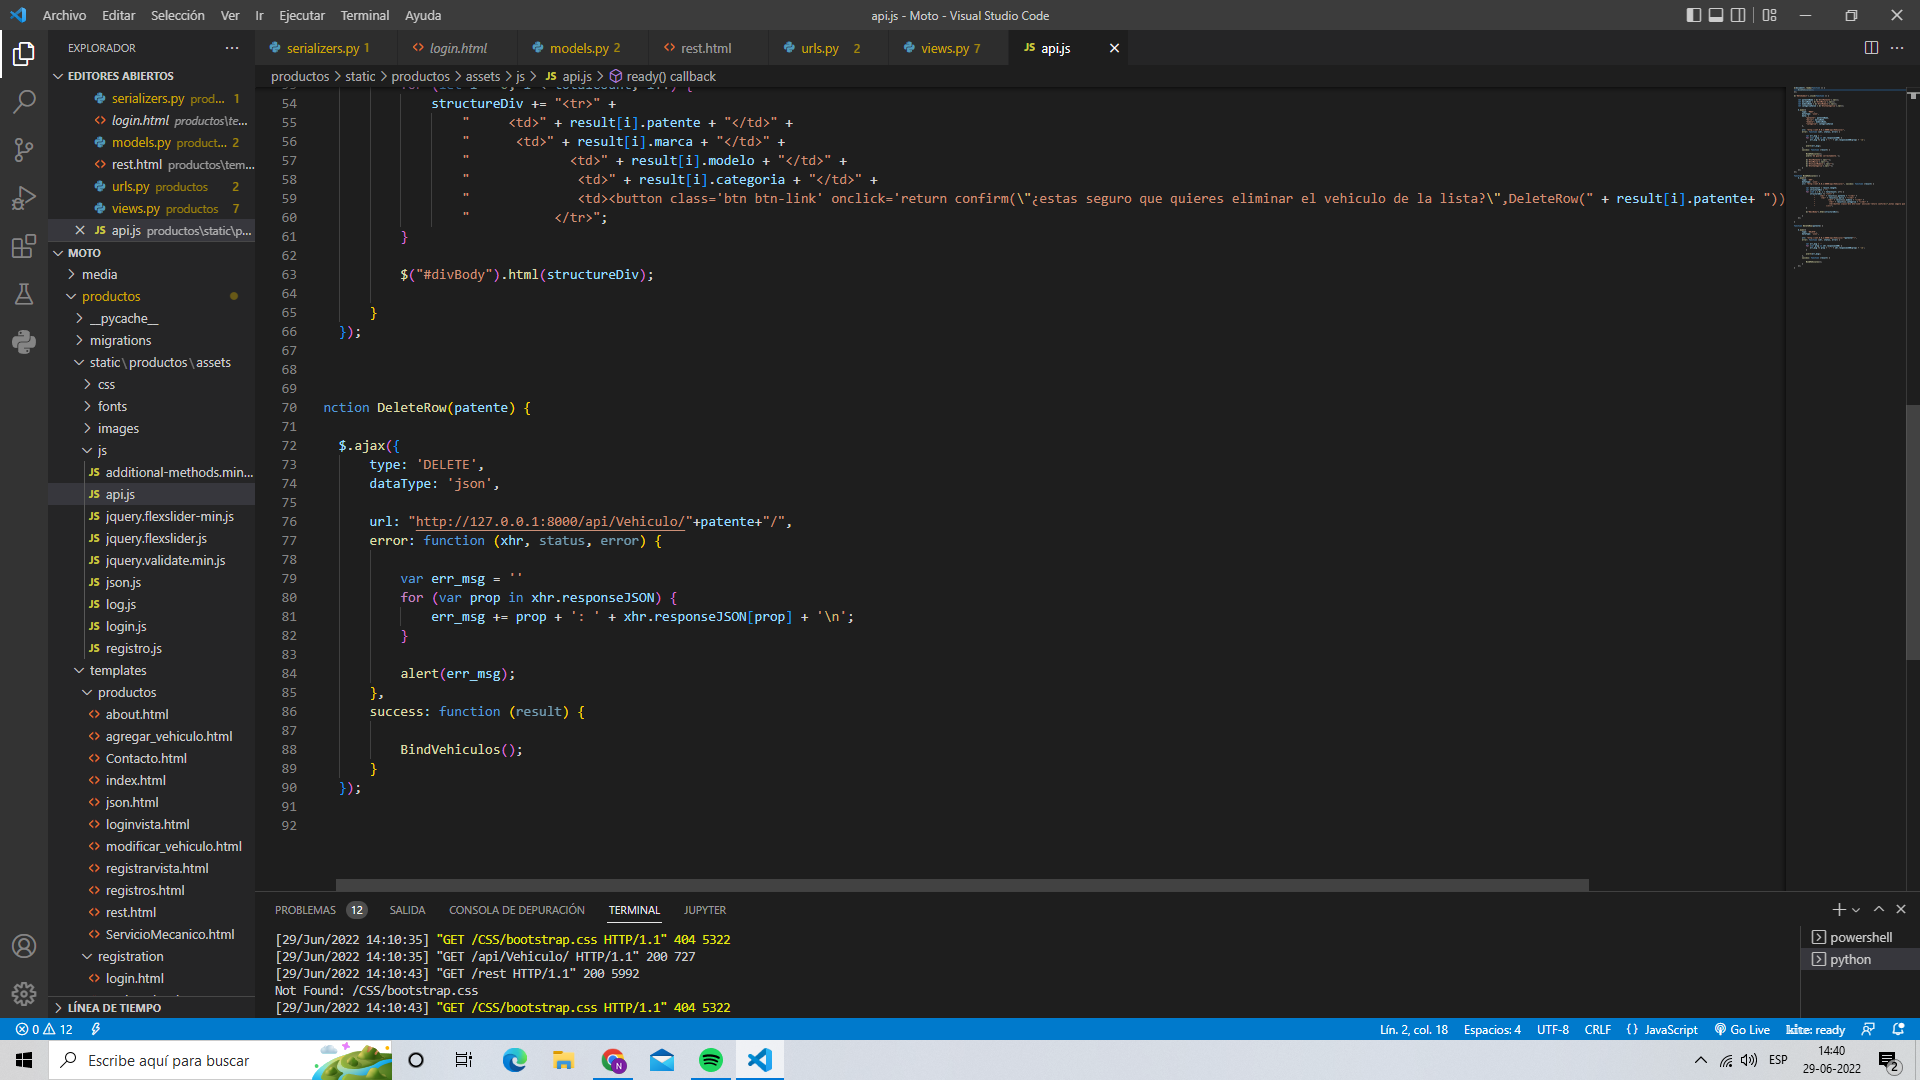 Archivo Editar Selección Ver Ir Ejecutar Terminal Ayuda
api.js - Moto - Visual Studio Code
EXPLORADOR
serializers.py 1
login.html
models.py 2
rest.html
urls.py 2
views.py 7
JS api.js
productos > static > productos > assets > js > JS api.js > ready() callback
EDITORES ABIERTOS
serializers.py prod... 1
login.html productos\te...
models.py product... 2
rest.html productos\tem...
urls.py productos 2
views.py productos 7
JS api.js productos\static\p...
MOTO
media
productos
__pycache__
migrations
static\productos\assets
css
fonts
images
js
JS additional-methods.min...
JS api.js
JS jquery.flexslider-min.js
JS jquery.flexslider.js
JS jquery.validate.min.js
JS json.js
JS log.js
JS login.js
JS registro.js
templates
productos
about.html
agregar_vehiculo.html
Contacto.html
index.html
json.html
loginvista.html
modificar_vehiculo.html
registrarvista.html
registros.html
rest.html
ServicioMecanico.html
registration
login.html
LÍNEA DE TIEMPO
54 structureDiv += "<tr>" +
55 " <td>" + result[i].patente + "</td>" +
56 " <td>" + result[i].marca + "</td>" +
57 " <td>" + result[i].modelo + "</td>" +
58 " <td>" + result[i].categoria + "</td>" +
59 " <td><button class='btn btn-link' onclick='return confirm(\"¿estas seguro que quieres eliminar el vehiculo de la lista?\",DeleteRow(" + result[i].patente+ "))
60 " </tr>";
61 }
62
63 $("#divBody").html(structureDiv);
64
65 }
66 });
67
68
69
70 nction DeleteRow(patente) {
71
72 $.ajax({
73 type: 'DELETE',
74 dataType: 'json',
75
76 url: "http://127.0.0.1:8000/api/Vehiculo/"+patente+"/",
77 error: function (xhr, status, error) {
78
79 var err_msg = ''
80 for (var prop in xhr.responseJSON) {
81 err_msg += prop + ': ' + xhr.responseJSON[prop] + '\n';
82 }
83
84 alert(err_msg);
85 },
86 success: function (result) {
87
88 BindVehiculos();
89 }
90 });
91
92
PROBLEMAS 12 SALIDA CONSOLA DE DEPURACIÓN TERMINAL JUPYTER
[29/Jun/2022 14:10:35] "GET /CSS/bootstrap.css HTTP/1.1" 404 5322
[29/Jun/2022 14:10:35] "GET /api/Vehiculo/ HTTP/1.1" 200 727
[29/Jun/2022 14:10:43] "GET /rest HTTP/1.1" 200 5992
Not Found: /CSS/bootstrap.css
[29/Jun/2022 14:10:43] "GET /CSS/bootstrap.css HTTP/1.1" 404 5322
powershell
python
0 12
Lín. 2, col. 18 Espacios: 4 UTF-8 CRLF {} JavaScript Go Live kite: ready
Escribe aquí para buscar
N
ESP
14:40
29-06-2022
2